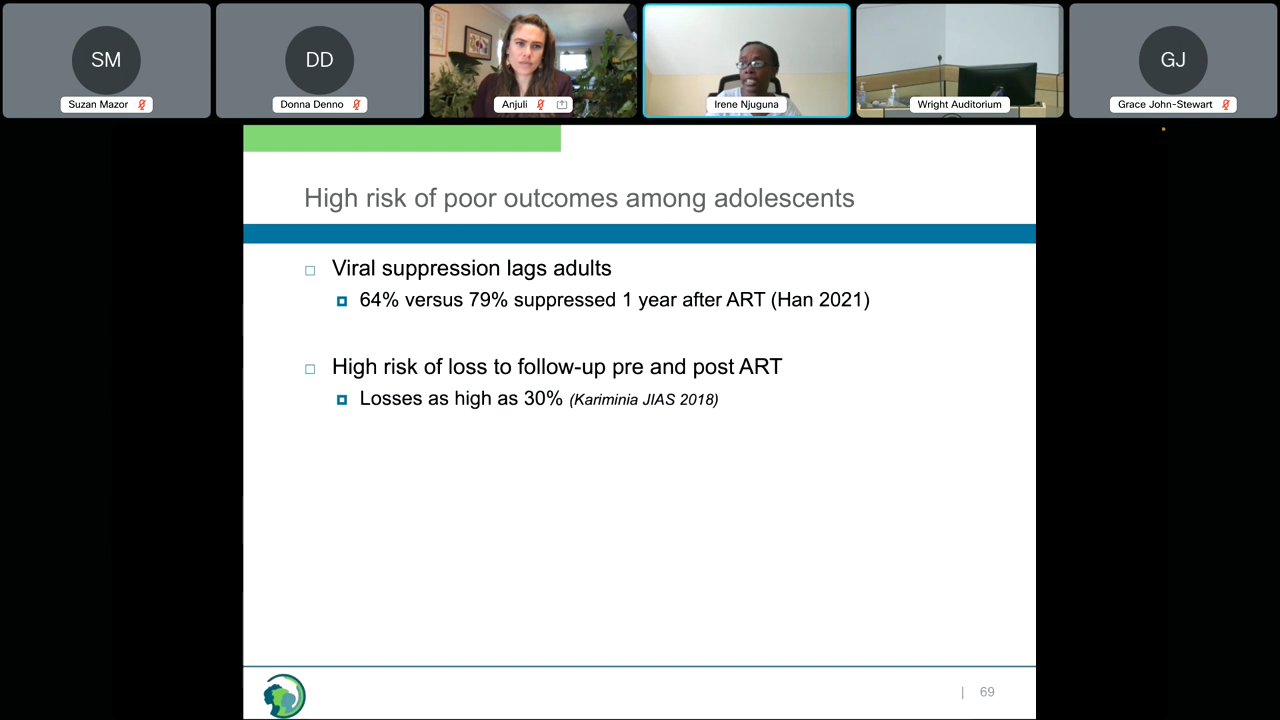 SM
DD
GJ
Suzan Mazor
Donna Denno
Anjuli
Irene Njuguna
Wright Auditorium
Grace John-Stewart
High risk of poor outcomes among adolescents
Viral suppression lags adults
64% versus 79% suppressed 1 year after ART (Han 2021)
High risk of loss to follow-up pre and post ART
Losses as high as 30% (Kariminia JIAS 2018)
| 69